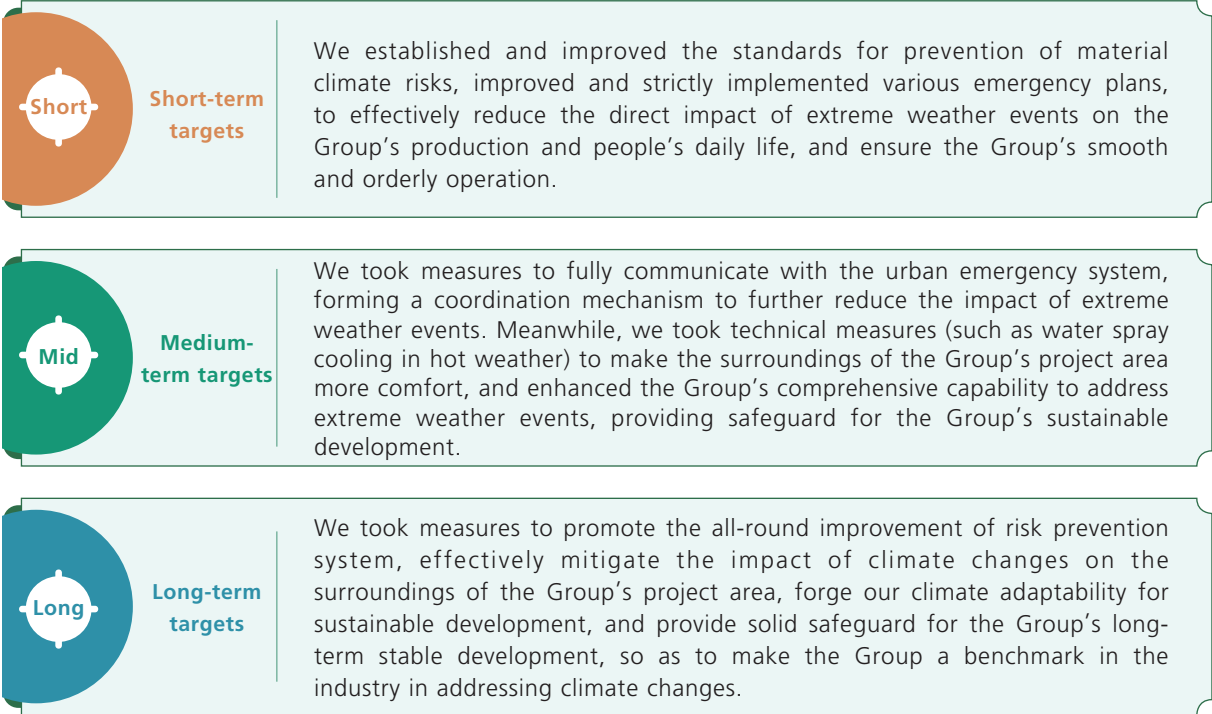 Short
Short-term
targets
We established and improved the standards for prevention of material
climate risks, improved and strictly implemented various emergency plans,
to effectively reduce the direct impact of extreme weather events on the
Group's production and people's daily life, and ensure the Group's smooth
and orderly operation.
Mid
Medium-
term targets
We took measures to fully communicate with the urban emergency system,
forming a coordination mechanism to further reduce the impact of extreme
weather events. Meanwhile, we took technical measures (such as water spray
cooling in hot weather) to make the surroundings of the Group's project area
more comfort, and enhanced the Group's comprehensive capability to address
extreme weather events, providing safeguard for the Group's sustainable
development.
Long
Long-term
targets
We took measures to promote the all-round improvement of risk prevention
system, effectively mitigate the impact of climate changes on the
surroundings of the Group's project area, forge our climate adaptability for
sustainable development, and provide solid safeguard for the Group's long-
term stable development, so as to make the Group a benchmark in the
industry in addressing climate changes.